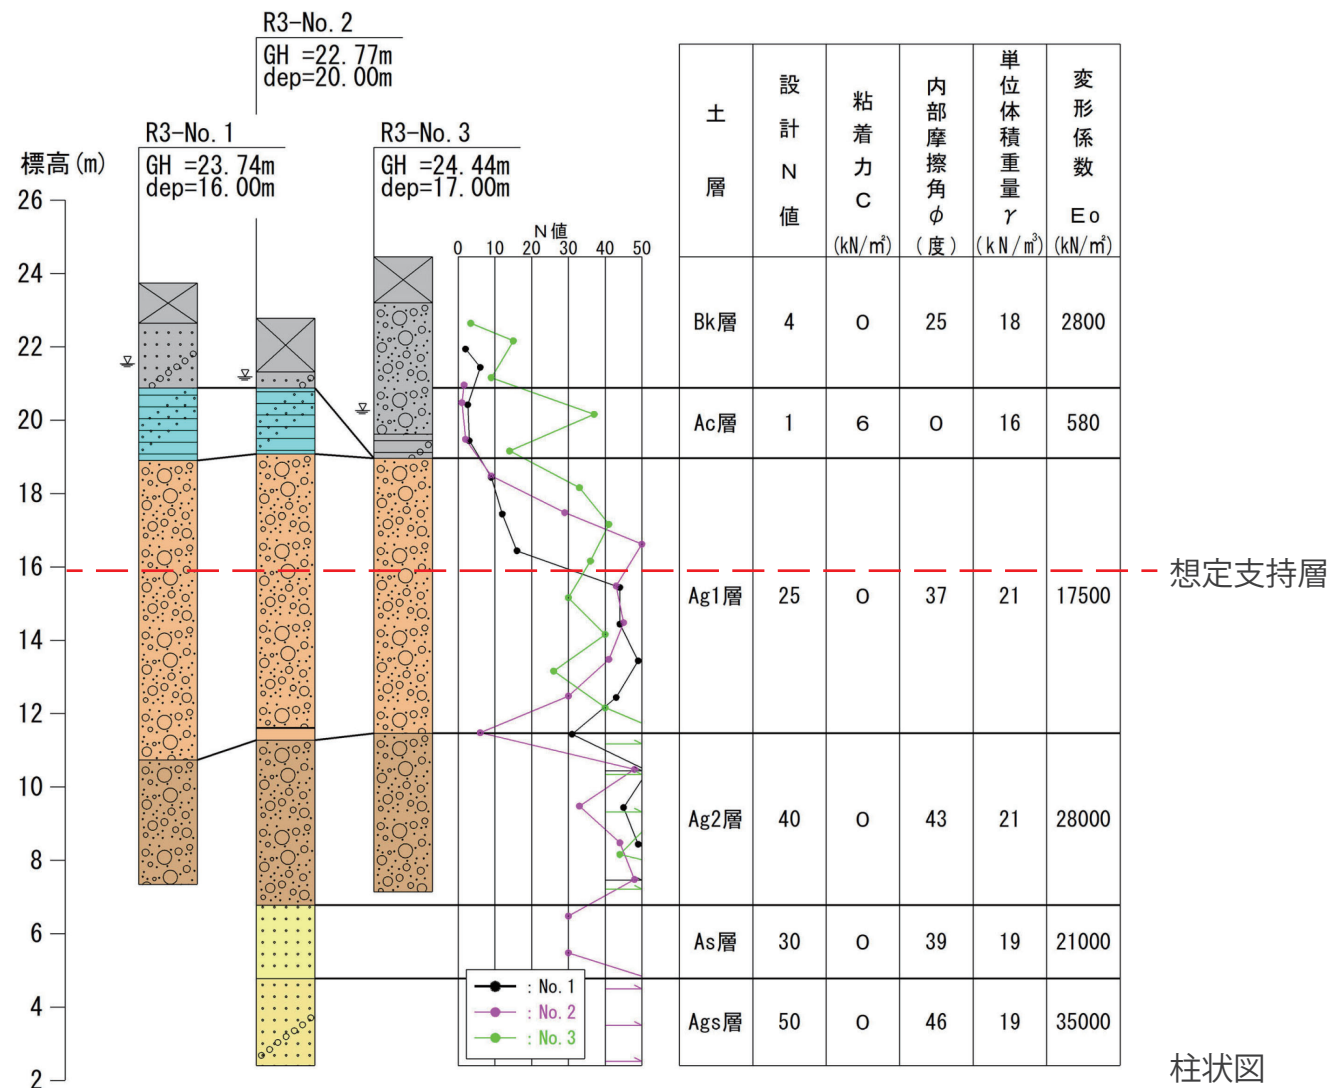 R3-No. 2
GH =22. 77m
dep=20. 00m
R3-No. 1
GH =23. 74m
dep=16. 00m
R3-No. 3
GH =24. 44m
dep=17. 00m
標高(m)
26
24
22
20
18
16
14
12
10
8
6
4
2
N値
0 10 20 30 40 50
: No. 1
: No. 2
: No. 3
土層 設計N値 粘着力C (kN/㎡) 内部摩擦角φ (度) 単位体積重量γ (kN/m³) 変形係数 Eo (kN/㎡)
Bk層 4 0 25 18 2800
Ac層 1 6 0 16 580
Ag1層 25 0 37 21 17500
Ag2層 40 0 43 21 28000
As層 30 0 39 19 21000
Ags層 50 0 46 19 35000
想定支持層
柱状図